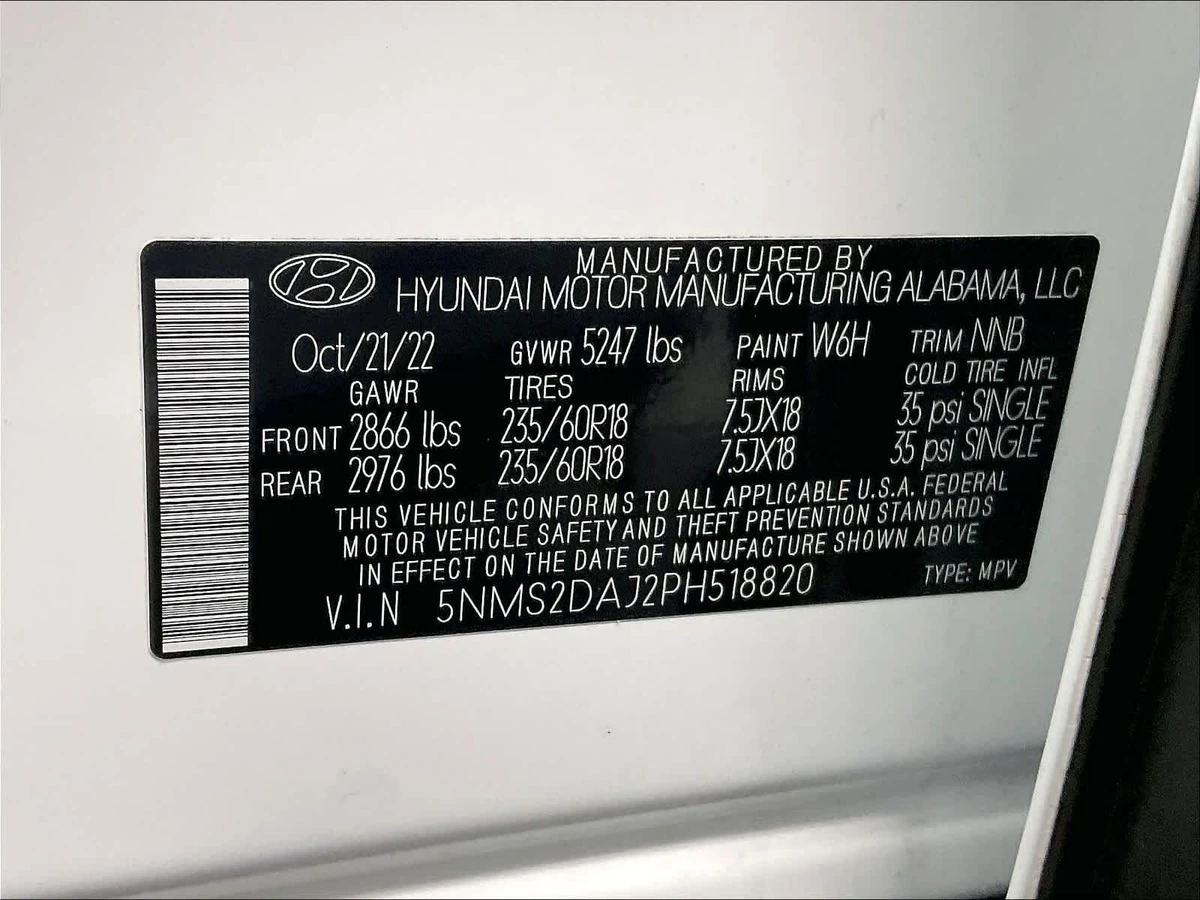 MANUFACTURED BY
HYUNDAI MOTOR MANUFACTURING ALABAMA, LLC
Oct/21/22 GVWR 5247 lbs PAINT W6H TRIM NNB
GAWR TIRES RIMS COLD TIRE INFL
FRONT 2866 lbs 235/60R18 7.5JX18 35 psi SINGLE
REAR 2976 lbs 235/60R18 7.5JX18 35 psi SINGLE
THIS VEHICLE CONFORMS TO ALL APPLICABLE U.S.A. FEDERAL
MOTOR VEHICLE SAFETY AND THEFT PREVENTION STANDARDS
IN EFFECT ON THE DATE OF MANUFACTURE SHOWN ABOVE
V.I.N 5NMS2DAJ2PH518820 TYPE: MPV